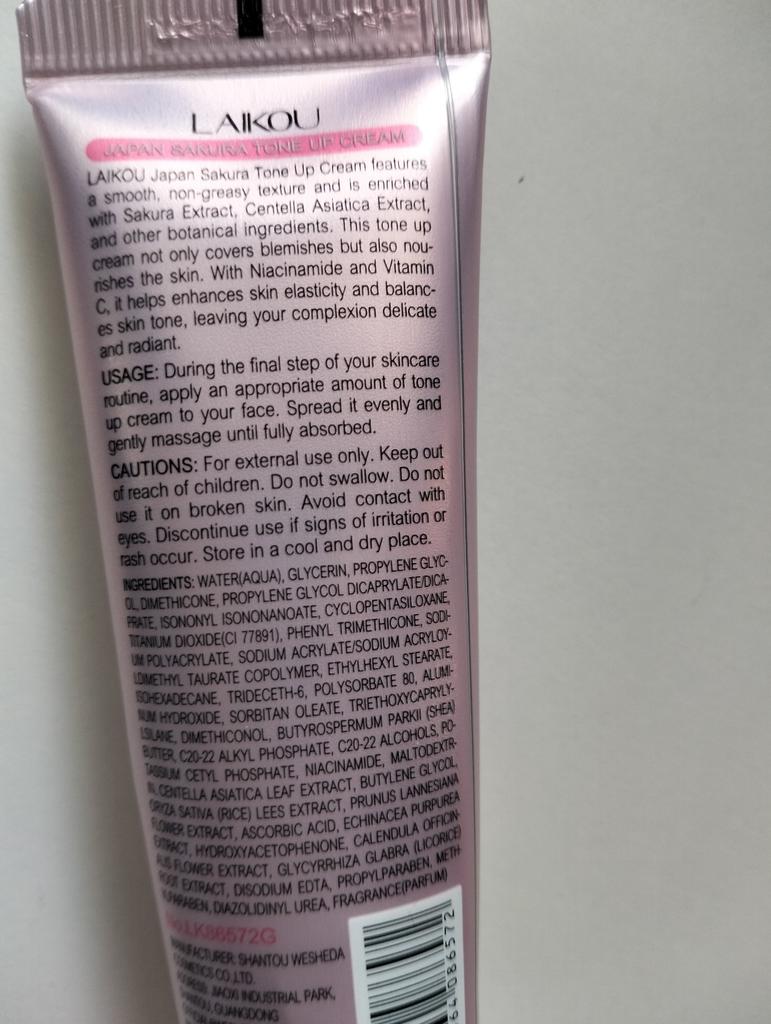 LAIKOU
JAPAN SAKURA TONE UP CREAM
LAIKOU Japan Sakura Tone Up Cream features
a smooth, non-greasy texture and is enriched
with Sakura Extract, Centella Asiatica Extract,
and other botanical ingredients. This tone up
cream not only covers blemishes but also nou-
rishes the skin. With Niacinamide and Vitamin
C, it helps enhances skin elasticity and balanc-
es skin tone, leaving your complexion delicate
and radiant.
USAGE: During the final step of your skincare
routine, apply an appropriate amount of tone
up cream to your face. Spread it evenly and
gently massage until fully absorbed.
CAUTIONS: For external use only. Keep out
of reach of children. Do not swallow. Do not
use it on broken skin. Avoid contact with
eyes. Discontinue use if signs of irritation or
rash occur. Store in a cool and dry place.
INGREDIENTS: WATER(AQUA), GLYCERIN, PROPYLENE GLYC-
OL, DIMETHICONE, PROPYLENE GLYCOL DICAPRYLATE/DICA-
PRATE, ISONONYL ISONONANOATE, CYCLOPENTASILOXANE,
TITANIUM DIOXIDE(CI 77891), PHENYL TRIMETHICONE, SODI-
UM POLYACRYLATE, SODIUM ACRYLATE/SODIUM ACRYLOY-
LDIMETHYL TAURATE COPOLYMER, ETHYLHEXYL STEARATE,
ISOHEXADECANE, TRIDECETH-6, POLYSORBATE 80, ALUMI-
NUM HYDROXIDE, SORBITAN OLEATE, TRIETHOXYCAPRYLY-
LSILANE, DIMETHICONOL, BUTYROSPERMUM PARKII (SHEA)
BUTTER, C20-22 ALKYL PHOSPHATE, C20-22 ALCOHOLS, PO-
TASSIUM CETYL PHOSPHATE, NIACINAMIDE, MALTODEXTR-
IN, CENTELLA ASIATICA LEAF EXTRACT, BUTYLENE GLYCOL,
ORYZA SATIVA (RICE) LEES EXTRACT, PRUNUS LANNESIANA
FLOWER EXTRACT, ASCORBIC ACID, ECHINACEA PURPUREA
EXTRACT, HYDROXYACETOPHENONE, CALENDULA OFFICIN-
ALIS FLOWER EXTRACT, GLYCYRRHIZA GLABRA (LICORICE)
ROOT EXTRACT, DISODIUM EDTA, PROPYLPARABEN, METH-
YLPARABEN, DIAZOLIDINYL UREA, FRAGRANCE(PARFUM)
No.LK86572G
MANUFACTURER: SHANTOU WESHEDA
COSMETICS CO.,LTD.
ADDRESS: JIAOXI INDUSTRIAL PARK,
SHANTOU, GUANGDONG
64 086572